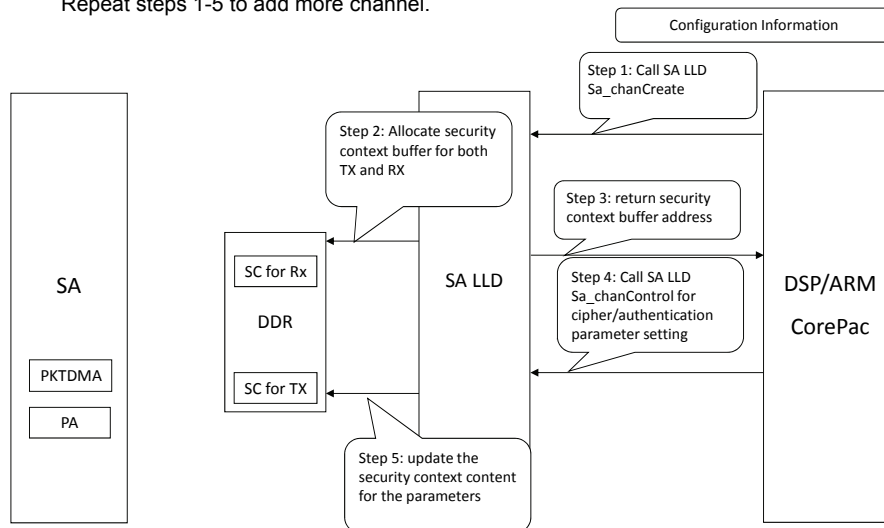 Repeat steps 1-5 to add more channel.
Configuration Information
Step 1: Call SA LLD
Sa_chanCreate
Step 2: Allocate security
context buffer for both
TX and RX
Step 3: return security
context buffer address
SA
SC for Rx
DDR
SC for TX
SA LLD
Step 4: Call SA LLD
Sa_chanControl for
cipher/authentication
parameter setting
DSP/ARM
CorePac
PKTDMA
PA
Step 5: update the
security context content
for the parameters